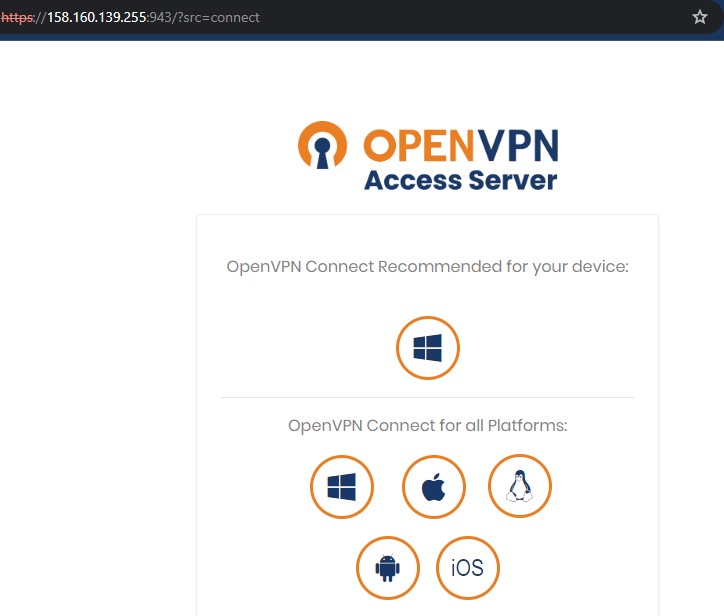 https://158.160.139.255:943/?src=connect
OPENVPN
Access Server
OpenVPN Connect Recommended for your device:
OpenVPN Connect for all Platforms:
iOS